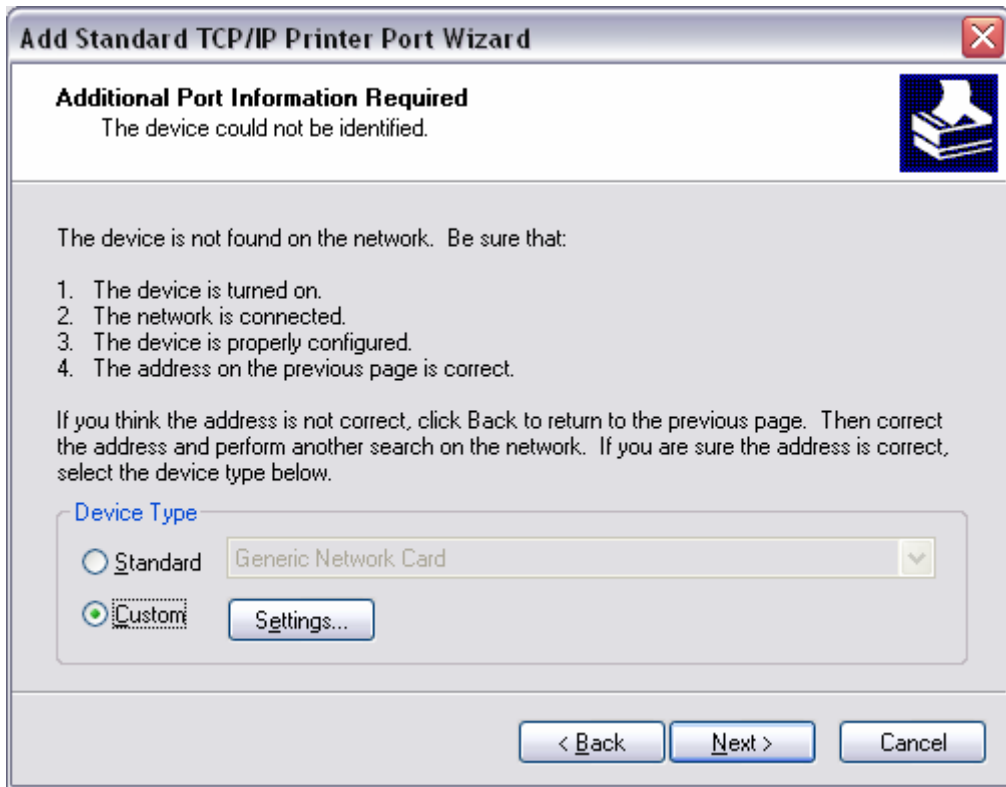 Add Standard TCP/IP Printer Port Wizard
Additional Port Information Required
The device could not be identified.
The device is not found on the network.  Be sure that:
1.  The device is turned on.
2.  The network is connected.
3.  The device is properly configured.
4.  The address on the previous page is correct.
If you think the address is not correct, click Back to return to the previous page.  Then correct
the address and perform another search on the network.  If you are sure the address is correct,
select the device type below.
Device Type
Standard
Generic Network Card
Custom
Settings...
< Back
Next >
Cancel